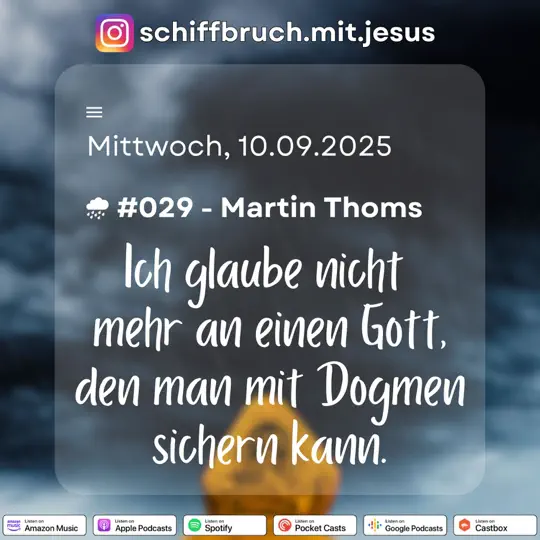 schiffbruch.mit.jesus
Mittwoch, 10.09.2025
#029 - Martin Thoms
Ich glaube nicht
mehr an einen Gott,
den man mit Dogmen
sichern kann.
Listen on Amazon Music
Listen on Apple Podcasts
Listen on Spotify
Listen on Pocket Casts
Listen on Google Podcasts
Listen on Castbox